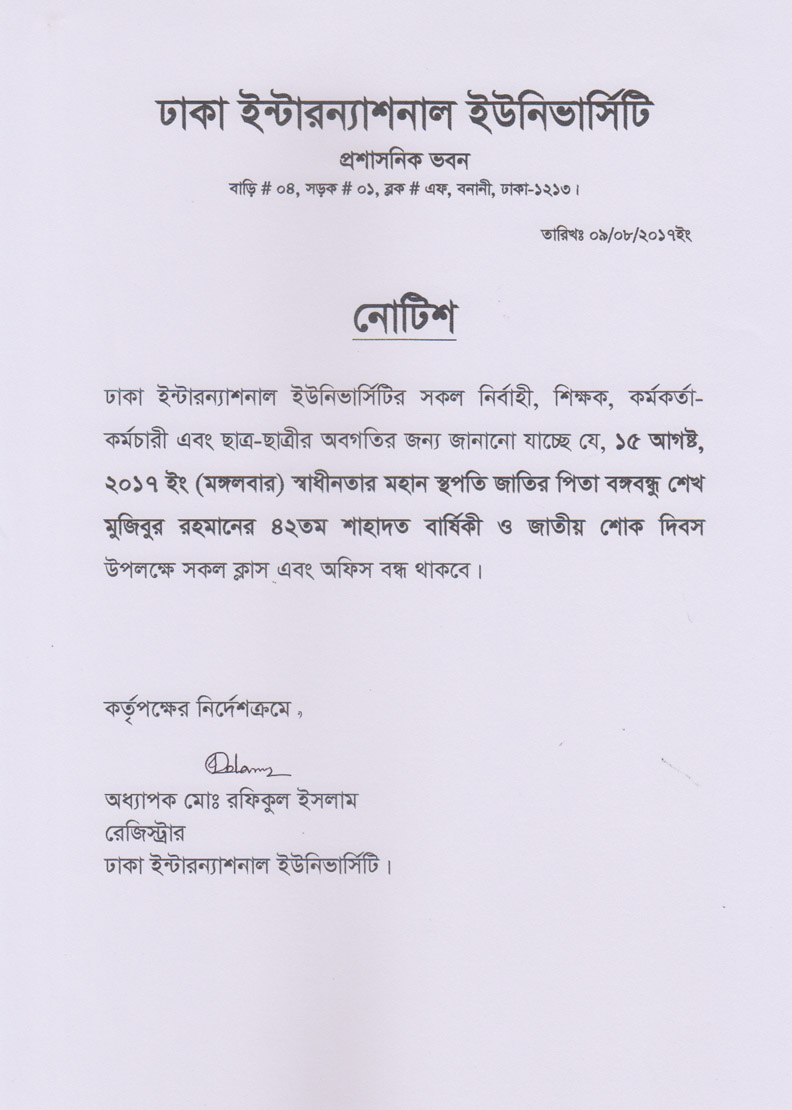 ঢাকা ইন্টারন্যাশনাল ইউনিভার্সিটি
প্রশাসনিক ভবন
বাড়ি # ০৪, সড়ক # ০১, ব্লক # এফ, বনানী, ঢাকা-১২১৩।
তারিখঃ ০৯/০৮/২০১৭ইং
নোটিশ
ঢাকা ইন্টারন্যাশনাল ইউনিভার্সিটির সকল নির্বাহী, শিক্ষক, কর্মকর্তা-
কর্মচারী এবং ছাত্র-ছাত্রীর অবগতির জন্য জানানো যাচ্ছে যে, ১৫ আগষ্ট,
২০১৭ ইং (মঙ্গলবার) স্বাধীনতার মহান স্থপতি জাতির পিতা বঙ্গবন্ধু শেখ
মুজিবুর রহমানের ৪২তম শাহাদত বার্ষিকী ও জাতীয় শোক দিবস
উপলক্ষে সকল ক্লাস এবং অফিস বন্ধ থাকবে।
কর্তৃপক্ষের নির্দেশক্রমে,
অধ্যাপক মোঃ রফিকুল ইসলাম
রেজিস্ট্রার
ঢাকা ইন্টারন্যাশনাল ইউনিভার্সিটি।